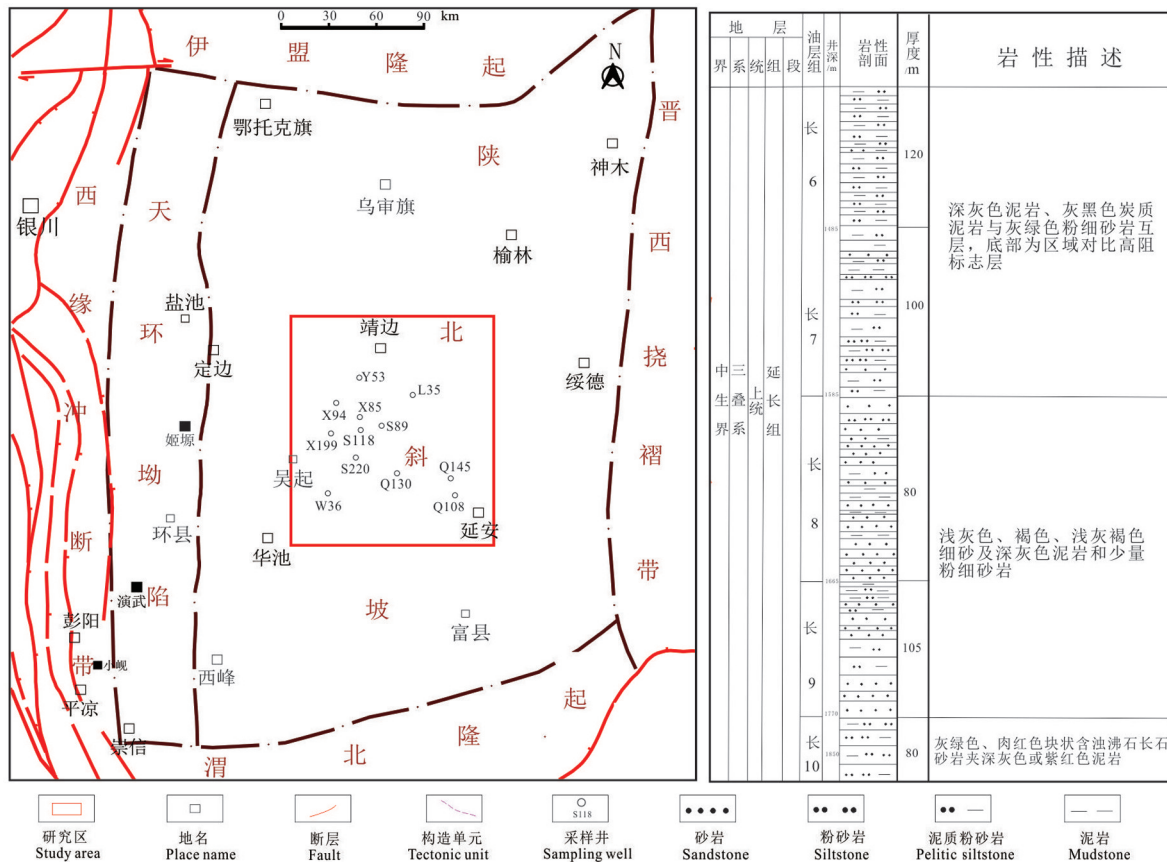 0 30 60 90 km
N
伊盟隆起
晋西挠褶带
陕北斜坡
天环坳陷
西缘冲断带
渭北隆起
鄂托克旗
神木
乌审旗
银川
榆林
盐池
靖边
定边
绥德
Y53
L35
X94
X85
S89
X199
S118
姬塬
吴起
S220
Q130
Q145
W36
Q108
延安
环县
华池
演武
富县
彭阳
小岘
西峰
平凉
崇信
地层
界 系 统 组 段
油层组
井深/m
岩性剖面
厚度/m
岩性描述
中生界
三叠系
上统
延长组
长6
1485
120
深灰色泥岩、灰黑色炭质
泥岩与灰绿色粉细砂岩互
层，底部为区域对比高阻
标志层
长7
100
1585
长8
80
浅灰色、褐色、浅灰褐色
细砂及深灰色泥岩和少量
粉细砂岩
1665
长9
105
1770
长10
1850
80
灰绿色、肉红色块状含浊沸石长石
砂岩夹深灰色或紫红色泥岩
S118
研究区
Study area
地名
Place name
断层
Fault
构造单元
Tectonic unit
采样井
Sampling well
砂岩
Sandstone
粉砂岩
Siltstone
泥质粉砂岩
Pelitic siltstone
泥岩
Mudstone